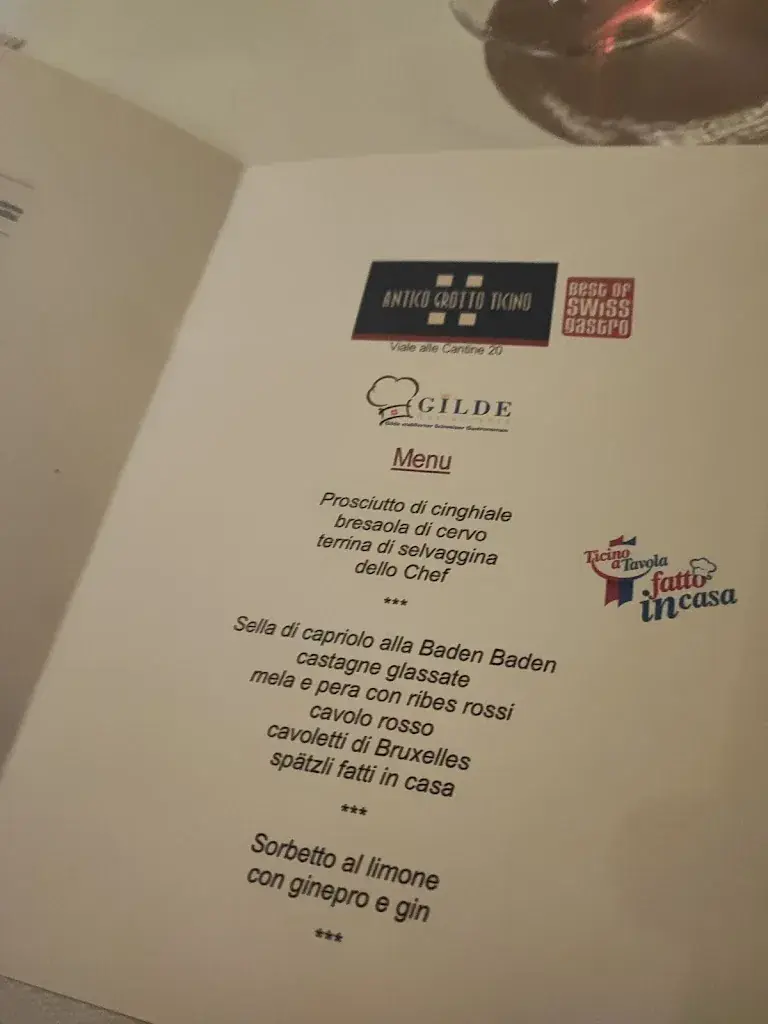 ANTICO GROTTO TICINO
Viale alle Cantine 20
BEST OF
SWISS
GASTRO
GILDE
Menu
Prosciutto di cinghiale
bresaola di cervo
terrina di selvaggina
dello Chef
***
Ticino
a Tavola
fatto
in casa
Sella di capriolo alla Baden Baden
castagne glassate
mela e pera con ribes rossi
cavolo rosso
cavoletti di Bruxelles
spätzli fatti in casa
***
Sorbetto al limone
con ginepro e gin
***